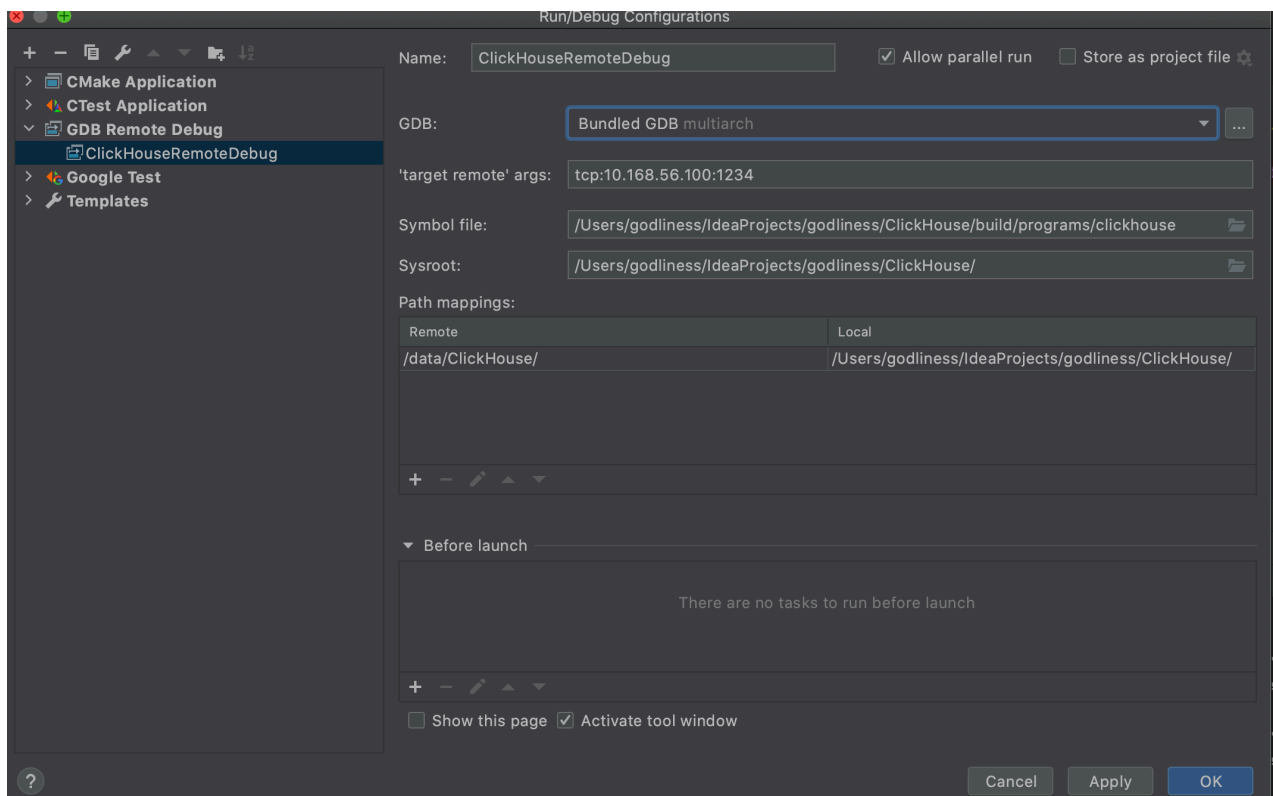 Run/Debug Configurations
Name: ClickHouseRemoteDebug Allow parallel run Store as project file
CMake Application
CTest Application
GDB Remote Debug
ClickHouseRemoteDebug
Google Test
Templates
GDB: Bundled GDB multiarch ...
'target remote' args: tcp:10.168.56.100:1234
Symbol file: /Users/godliness/IdeaProjects/godliness/ClickHouse/build/programs/clickhouse
Sysroot: /Users/godliness/IdeaProjects/godliness/ClickHouse/
Path mappings:
Remote Local
/data/ClickHouse/ /Users/godliness/IdeaProjects/godliness/ClickHouse/
Before launch
There are no tasks to run before launch
Show this page Activate tool window
? Cancel Apply OK